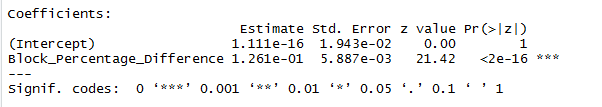 Coefficients:
Estimate Std. Error z value Pr(>|z|)
(Intercept) 1.111e-16 1.943e-02 0.00 1
Block_Percentage_Difference 1.261e-01 5.887e-03 21.42 <2e-16 ***
---
Signif. codes: 0 ‘***’ 0.001 ‘**’ 0.01 ‘*’ 0.05 ‘.’ 0.1 ‘ ’ 1